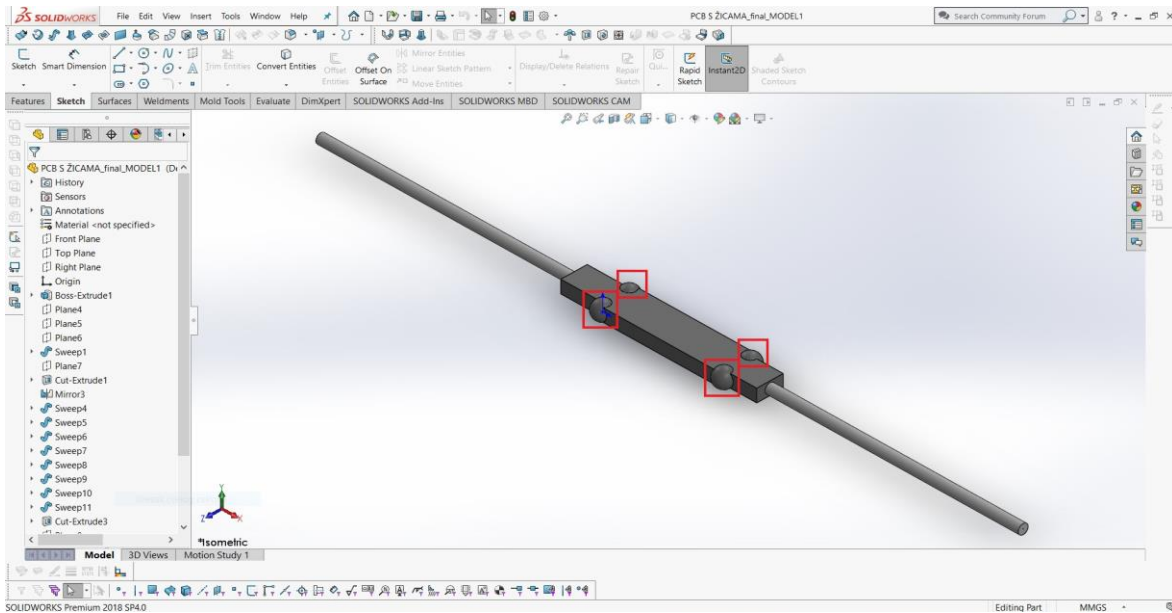 SOLIDWORKS File Edit View Insert Tools Window Help PCB S ŽICAMA_final_MODEL1 Search Community Forum
Sketch Smart Dimension Trim Entities Convert Entities Offset Entities Offset On Surface Mirror Entities Linear Sketch Pattern Move Entities Display/Delete Relations Repair Sketch Qui... Rapid Sketch Instant2D Shaded Sketch Contours
Features Sketch Surfaces Weldments Mold Tools Evaluate DimXpert SOLIDWORKS Add-Ins SOLIDWORKS MBD SOLIDWORKS CAM
PCB S ŽICAMA_final_MODEL1 (De
History
Sensors
Annotations
Material <not specified>
Front Plane
Top Plane
Right Plane
Origin
Boss-Extrude1
Plane4
Plane5
Plane6
Sweep1
Plane7
Cut-Extrude1
Mirror3
Sweep4
Sweep5
Sweep6
Sweep7
Sweep8
Sweep9
Sweep10
Sweep11
Cut-Extrude3
Y
Z X
*Isometric
Model 3D Views Motion Study 1
SOLIDWORKS Premium 2018 SP4.0 Editing Part MMGS